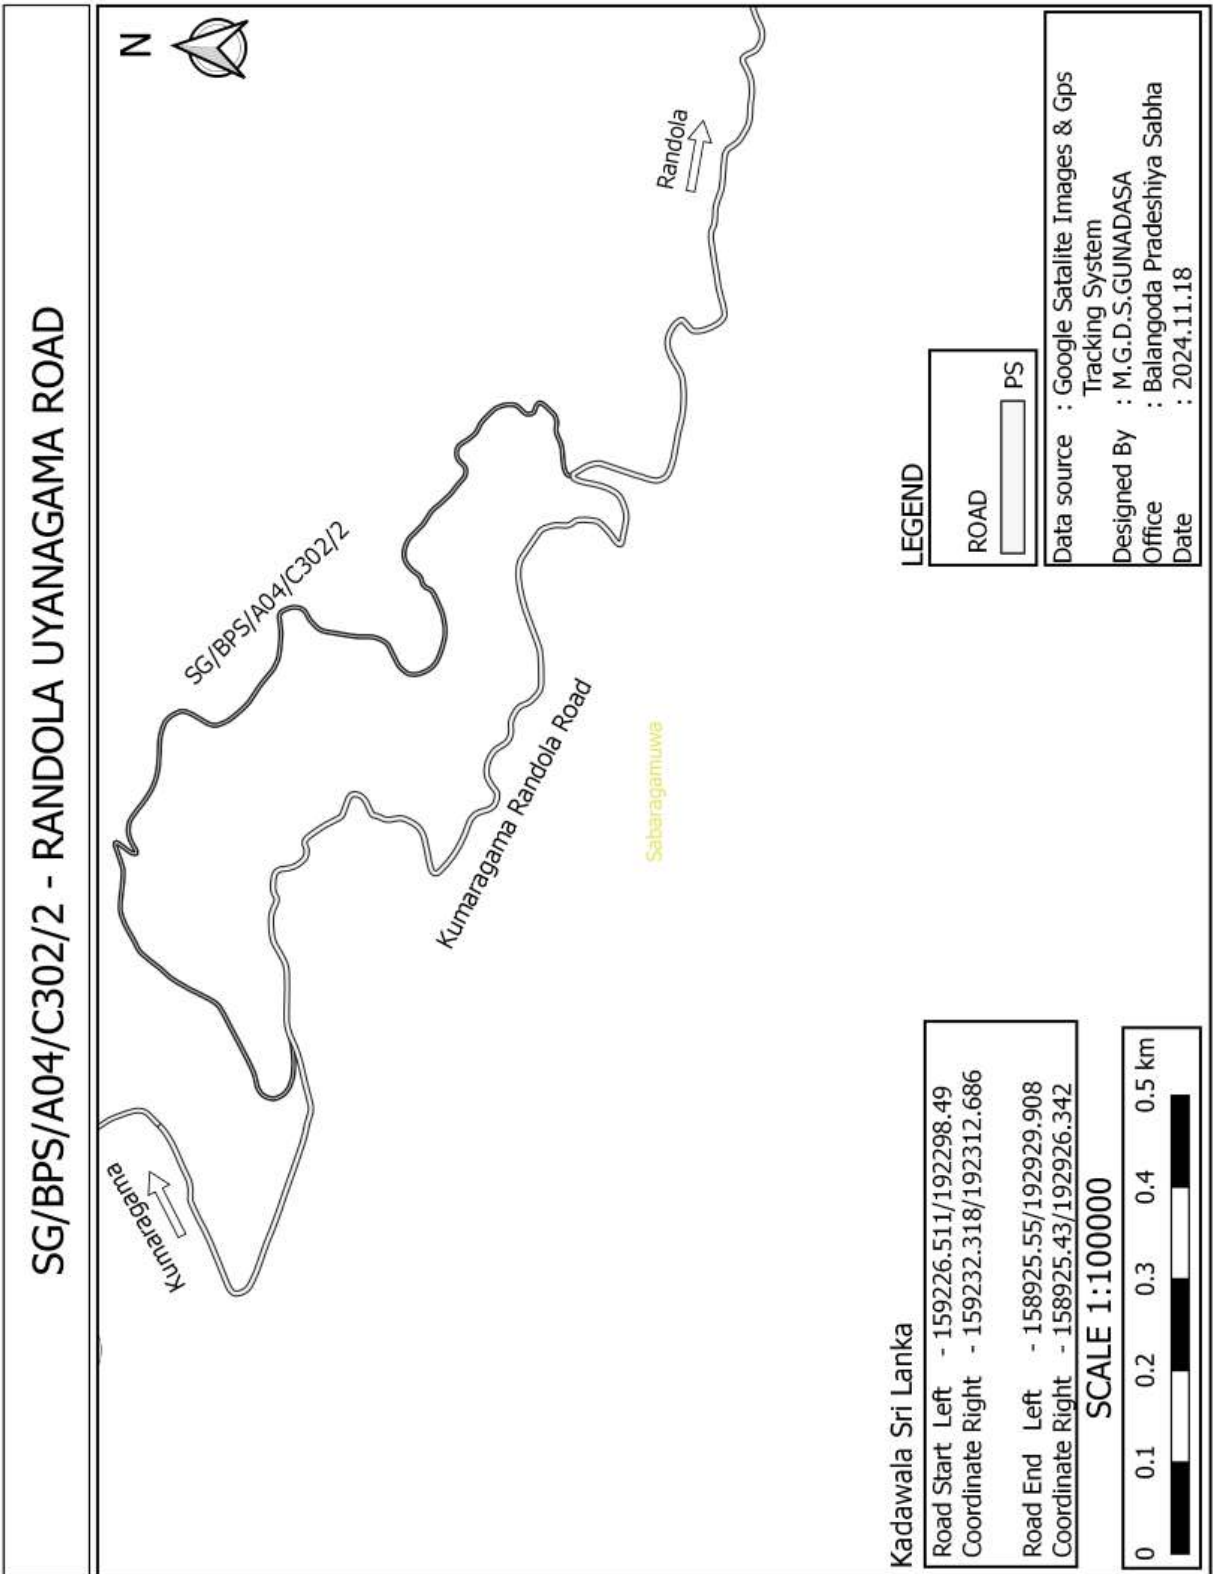 SG/BPS/A04/C302/2 - RANDOLA UYANAGAMA ROAD
N
Kumaragama
SG/BPS/A04/C302/2
Randola
Kumaragama Randola Road
Sabaragamuwa
Kadawala Sri Lanka
Road Start Left - 159226.511/192298.49
Coordinate Right - 159232.318/192312.686
Road End Left - 158925.55/192929.908
Coordinate Right - 158925.43/192926.342
SCALE 1:100000
0 0.1 0.2 0.3 0.4 0.5 km
LEGEND
ROAD
PS
Data source : Google Satalite Images & Gps
Tracking System
Designed By : M.G.D.S.GUNADASA
Office : Balangoda Pradeshiya Sabha
Date : 2024.11.18